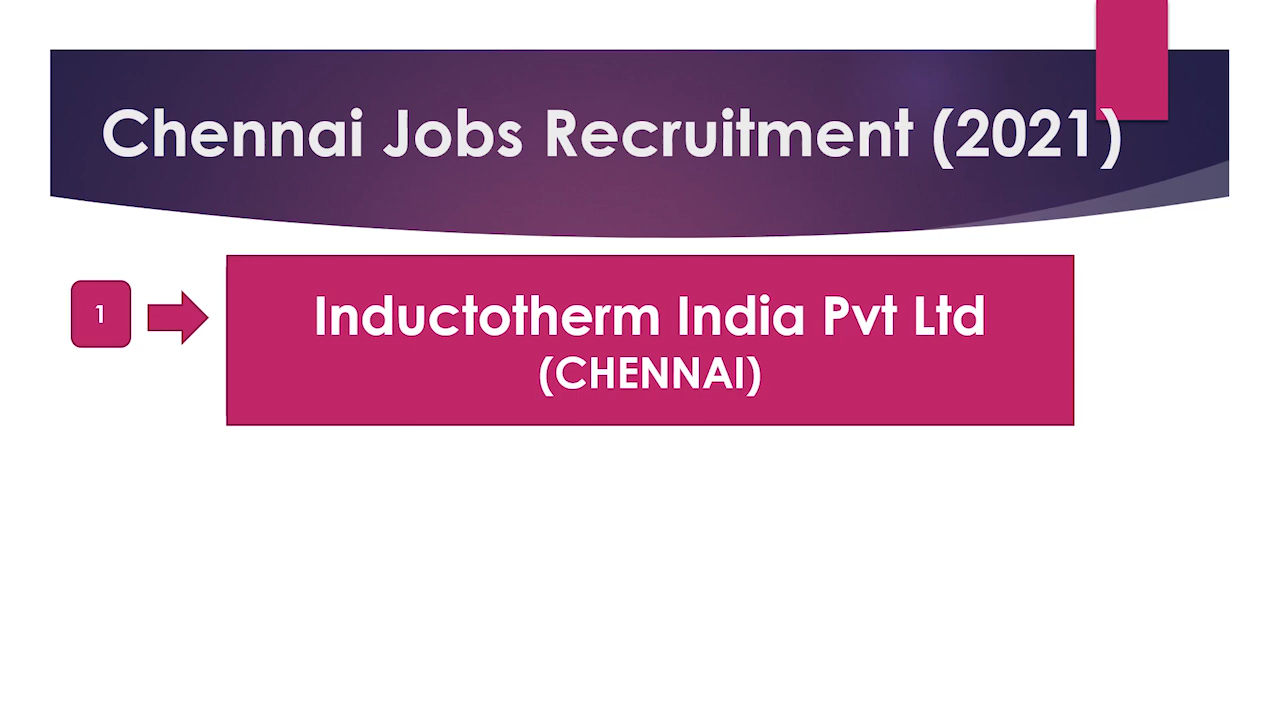 Chennai Jobs Recruitment (2021)
1
Inductotherm India Pvt Ltd
(CHENNAI)